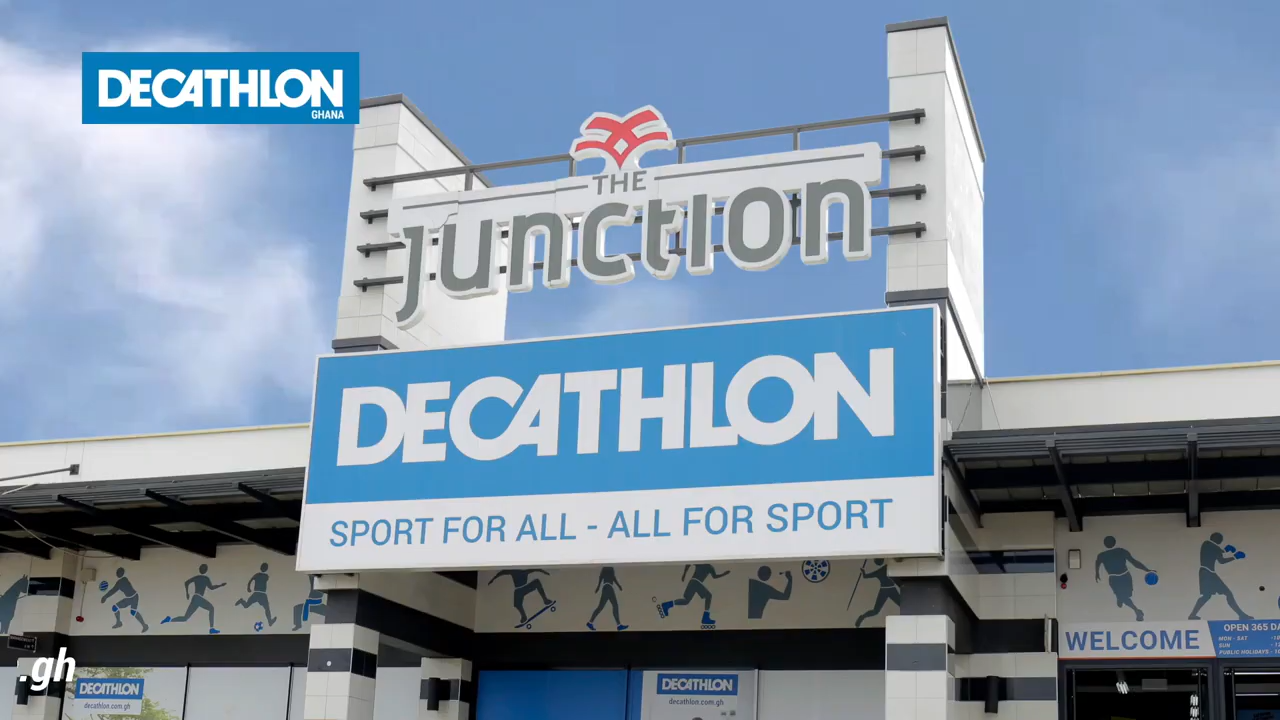 DECATHLON
GHANA
THE
JUNCTION
DECATHLON
SPORT FOR ALL - ALL FOR SPORT
WELCOME
OPEN 365
MON - SAT
SUN
PUBLIC HOLIDAYS
.gh
DECATHLON
decathlon.com.gh
DECATHLON
decathlon.com.gh